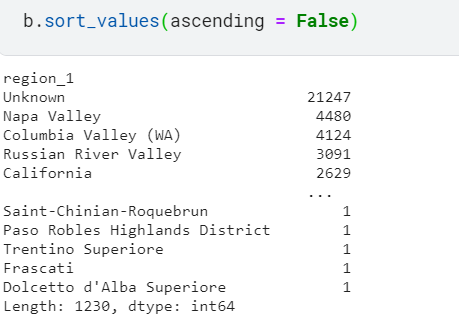 b.sort_values(ascending = False)
region_1
Unknown 21247
Napa Valley 4480
Columbia Valley (WA) 4124
Russian River Valley 3091
California 2629
...
Saint-Chinian-Roquebrun 1
Paso Robles Highlands District 1
Trentino Superiore 1
Frascati 1
Dolcetto d'Alba Superiore 1
Length: 1230, dtype: int64